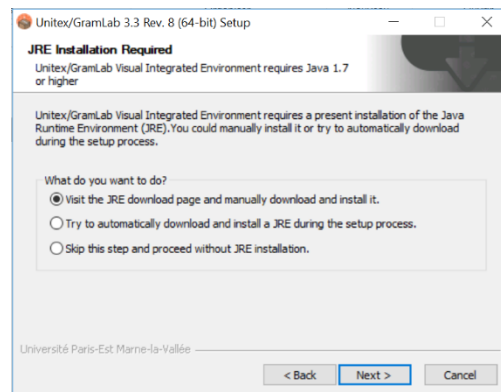 Unitex/GramLab 3.3 Rev. 8 (64-bit) Setup
JRE Installation Required
Unitex/GramLab Visual Integrated Environment requires Java 1.7
or higher
Unitex/GramLab Visual Integrated Environment requires a present installation of the Java
Runtime Environment (JRE).You could manually install it or try to automatically download
during the setup process.
What do you want to do?
Visit the JRE download page and manually download and install it.
Try to automatically download and install a JRE during the setup process.
Skip this step and proceed without JRE installation.
Université Paris-Est Marne-la-Vallée
< Back Next > Cancel